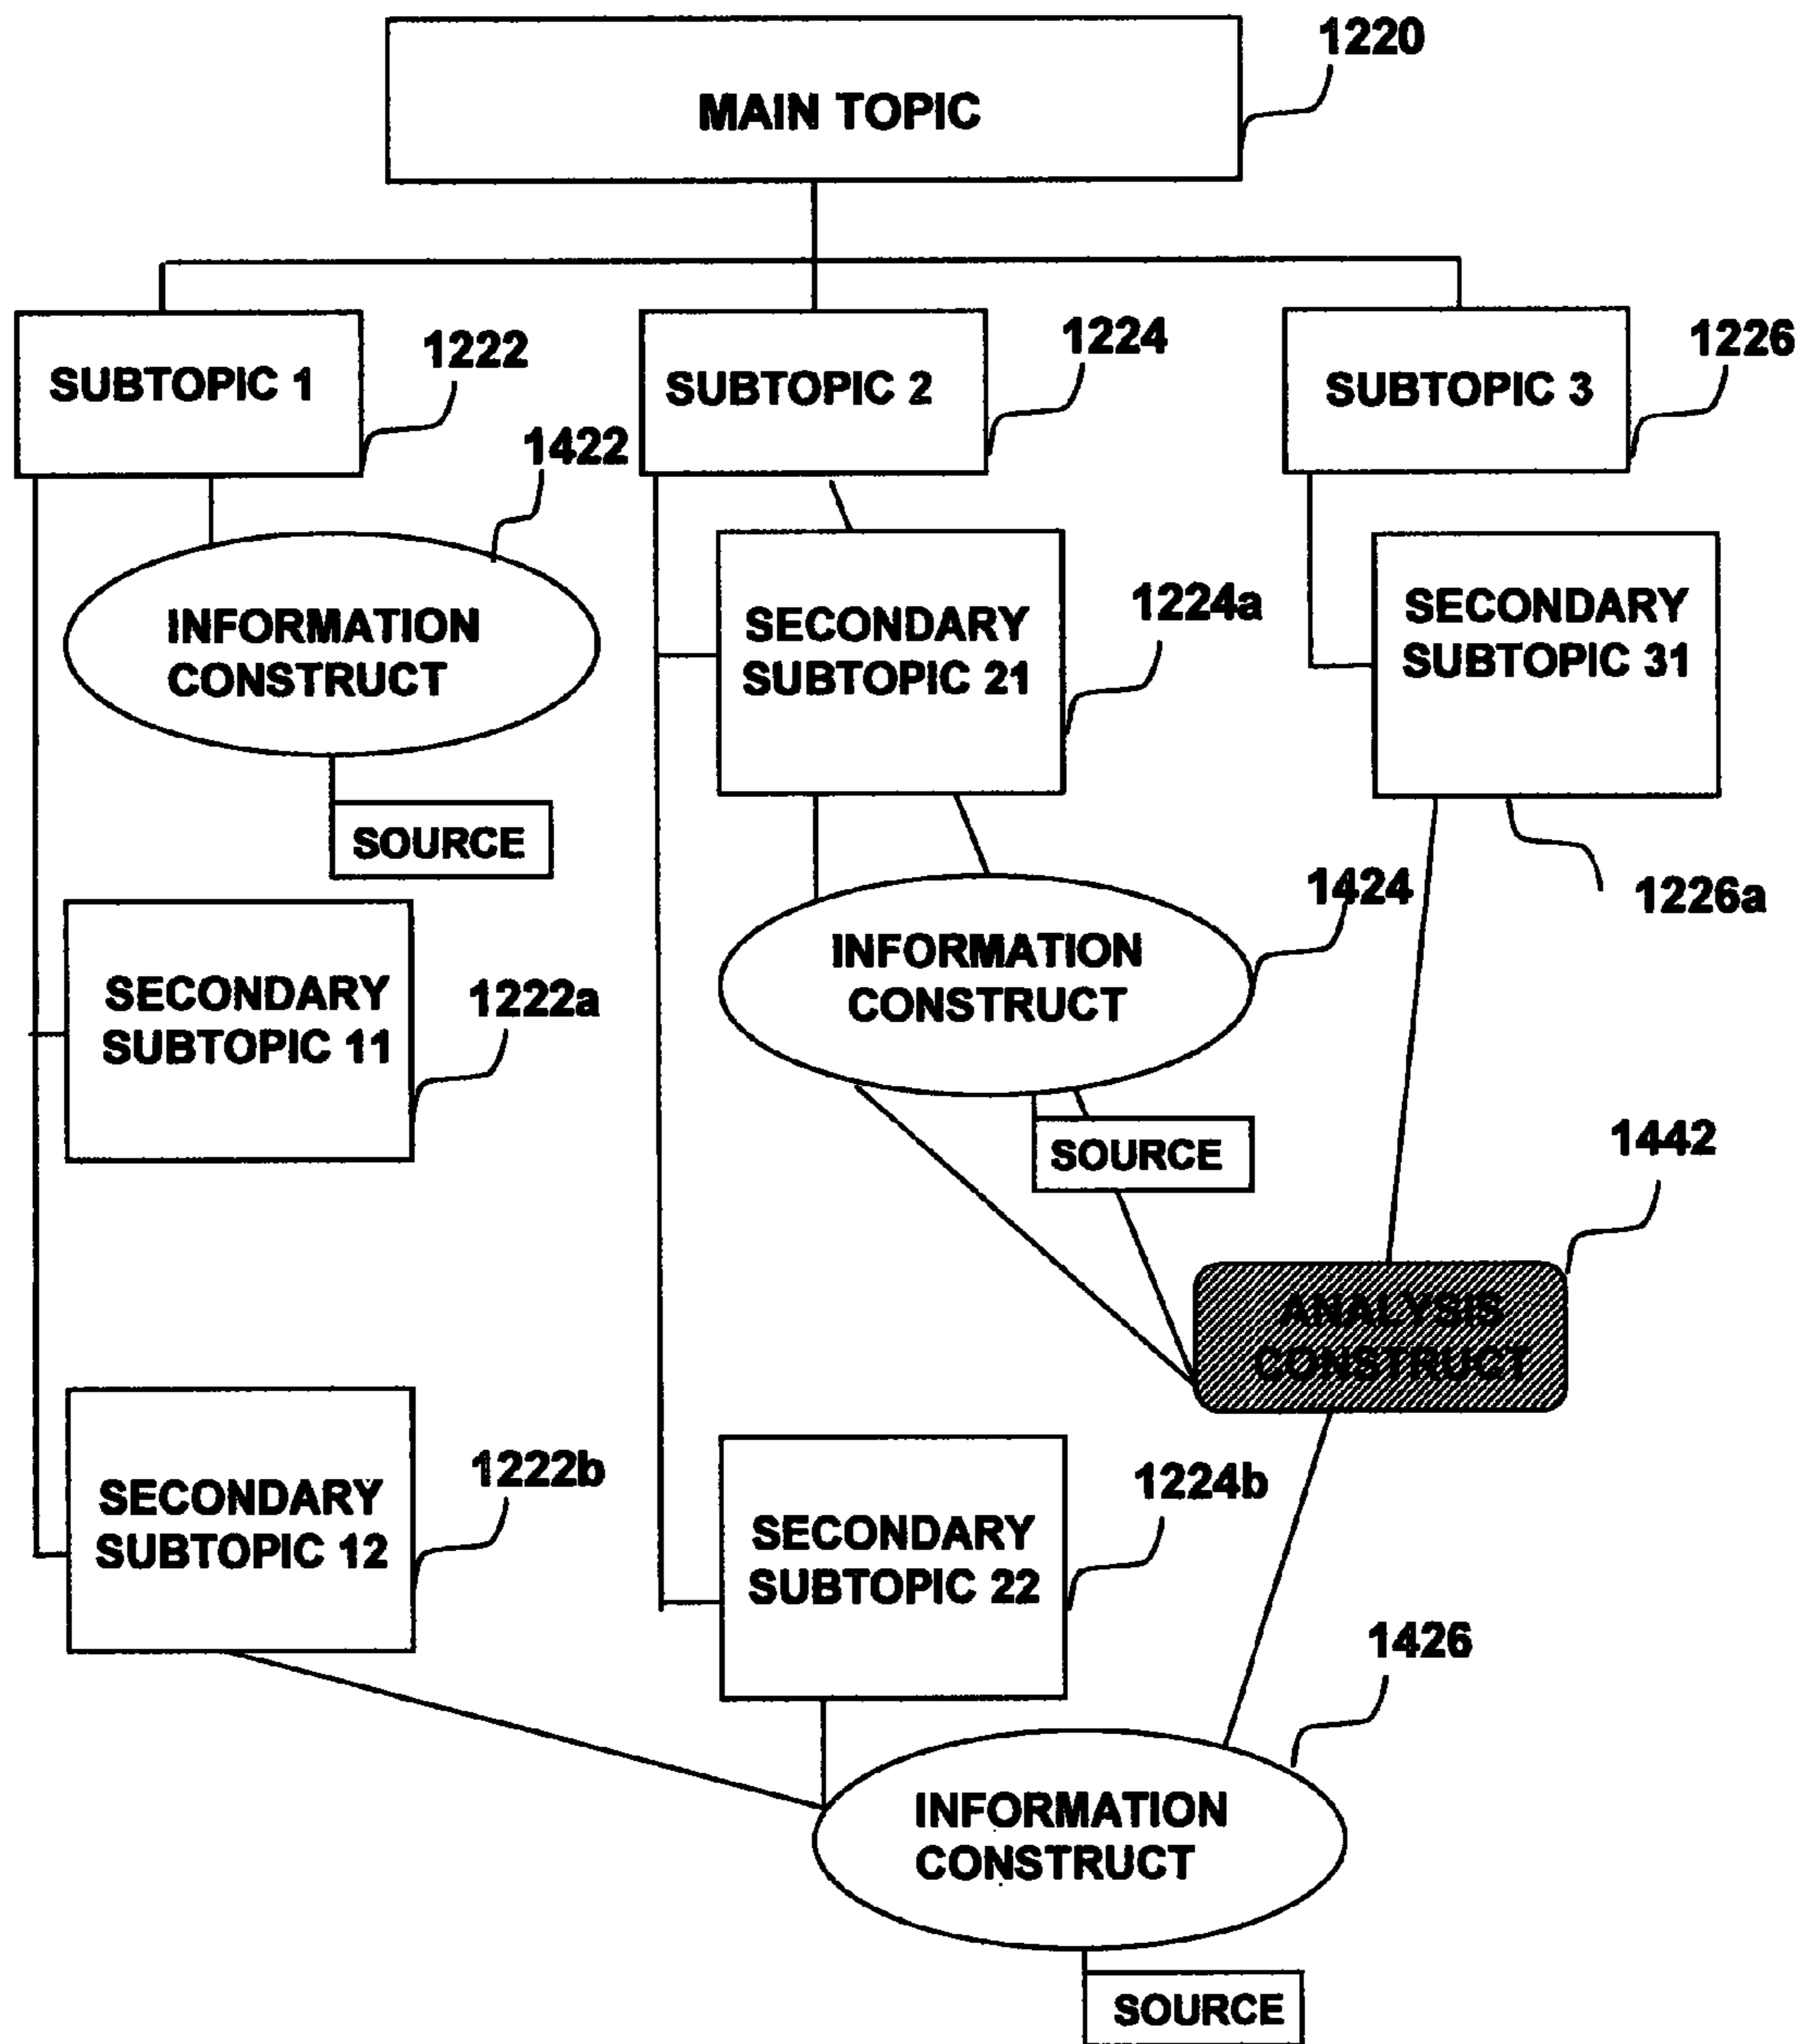 1220
MAIN TOPIC
SUBTOPIC 1
1222
SUBTOPIC 2
1224
SUBTOPIC 3
1226
1422
INFORMATION
CONSTRUCT
SOURCE
SECONDARY
SUBTOPIC 21
1224a
SECONDARY
SUBTOPIC 31
1226a
SECONDARY
SUBTOPIC 11
1222a
1424
INFORMATION
CONSTRUCT
SOURCE
1442
ANALYSIS
CONSTRUCT
SECONDARY
SUBTOPIC 12
1222b
SECONDARY
SUBTOPIC 22
1224b
1426
INFORMATION
CONSTRUCT
SOURCE